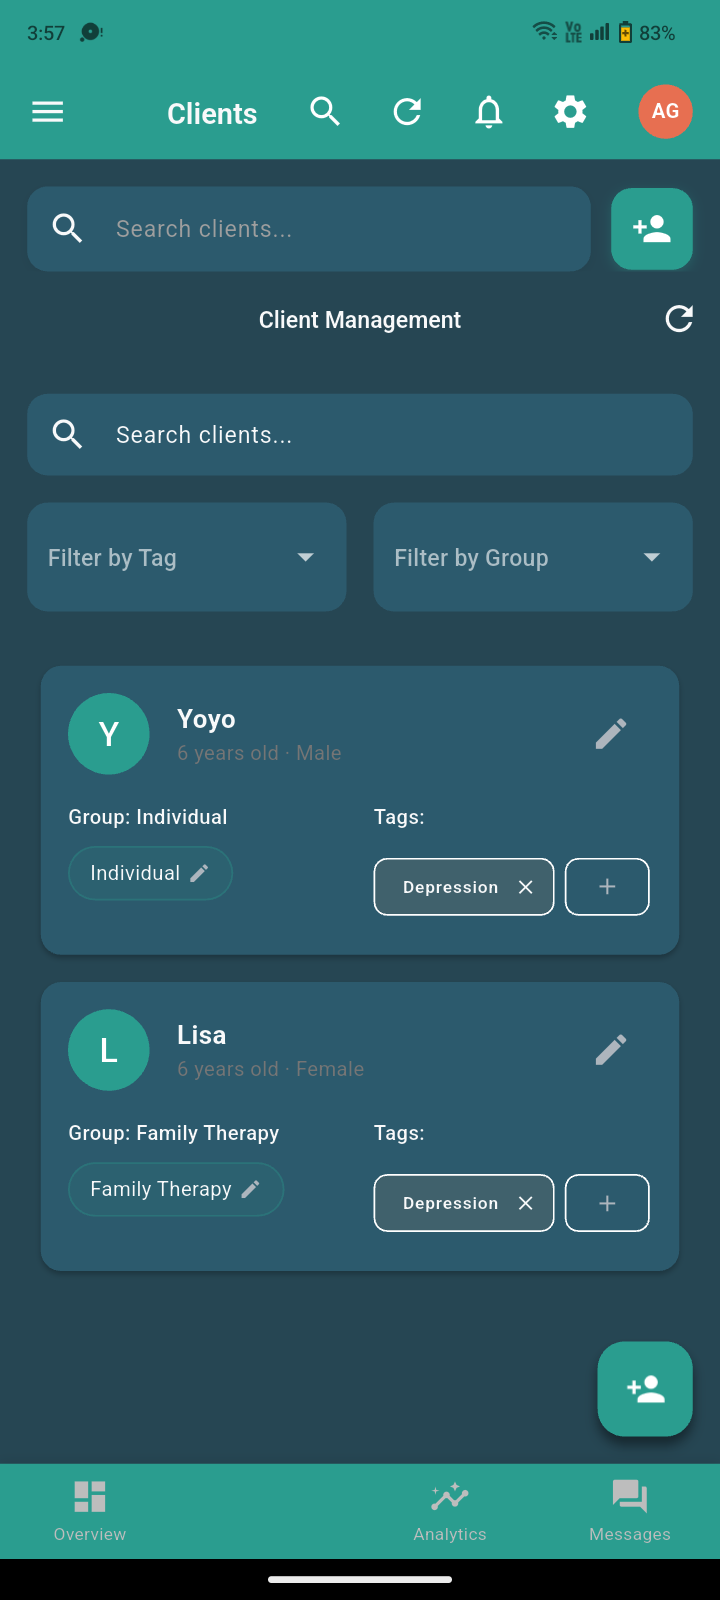 3:57
Vo LTE 83%
Clients
AG
Search clients...
Client Management
Search clients...
Filter by Tag
Filter by Group
Y
Yoyo
6 years old · Male
Group: Individual
Tags:
Individual
Depression
L
Lisa
6 years old · Female
Group: Family Therapy
Tags:
Family Therapy
Depression
Overview
Analytics
Messages